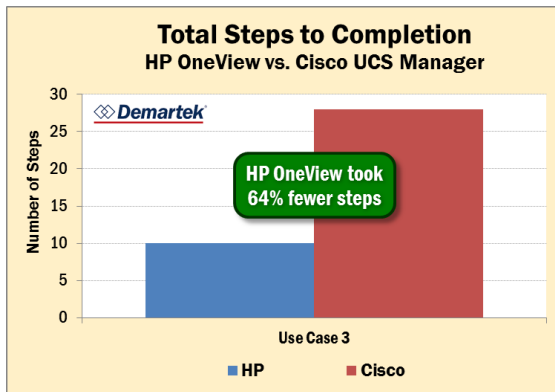 Total Steps to Completion
HP OneView vs. Cisco UCS Manager
30
25
20
15
10
5
0
Number of Steps
Demartek
HP OneView took
64% fewer steps
Use Case 3
HP
Cisco